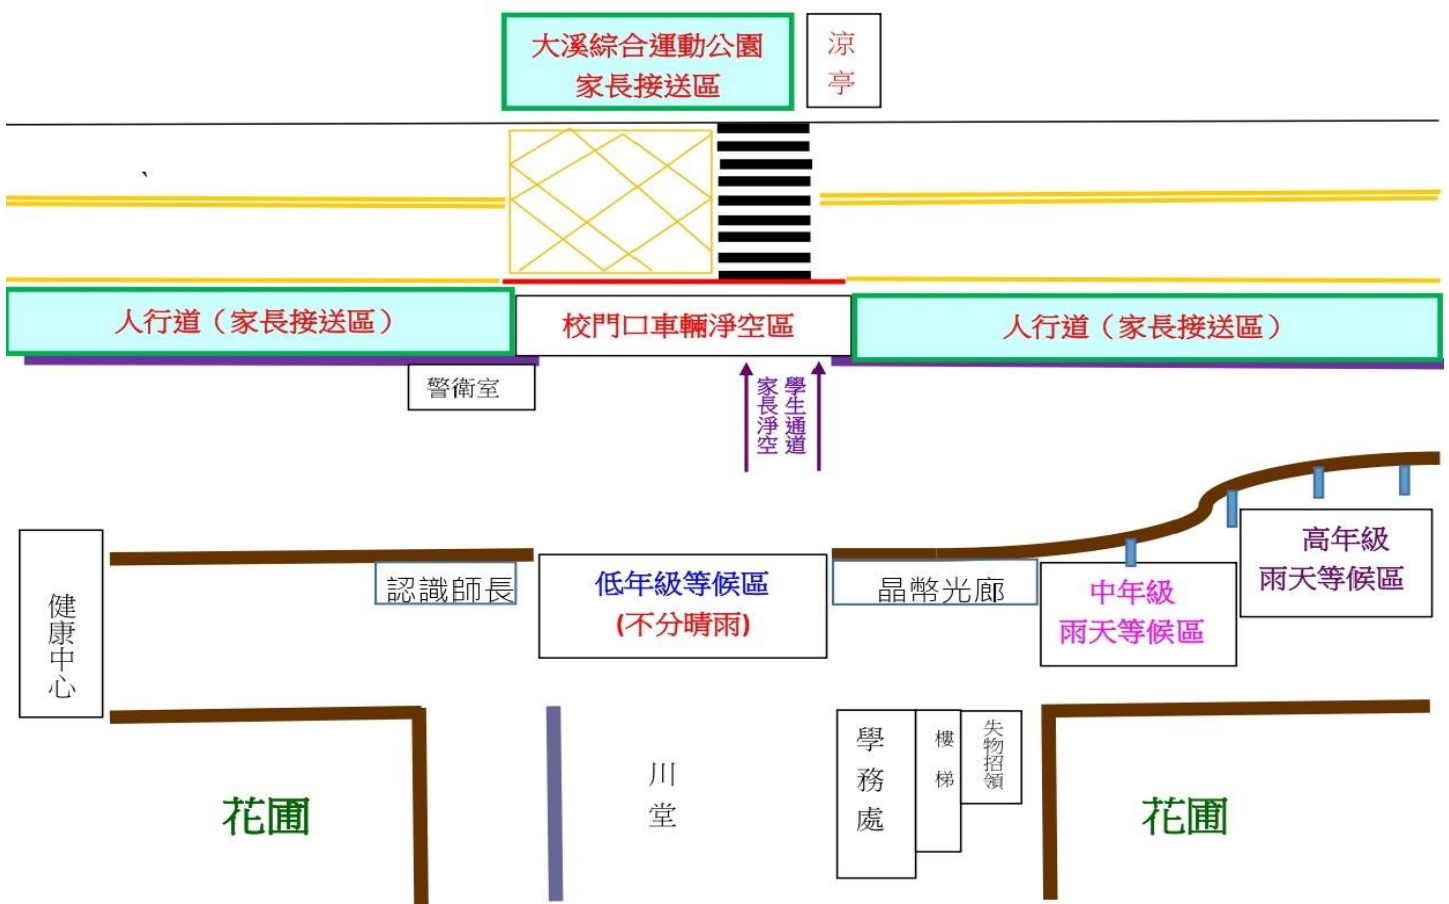 大溪綜合運動公園
家長接送區
涼亭
、
人行道（家長接送區）
校門口車輛淨空區
人行道（家長接送區）
警衛室
家長淨空
學生通道
高年級
雨天等候區
健康中心
認識師長
低年級等候區
(不分晴雨)
晶幣光廊
中年級
雨天等候區
花圃
川堂
學務處
樓梯
失物招領
花圃